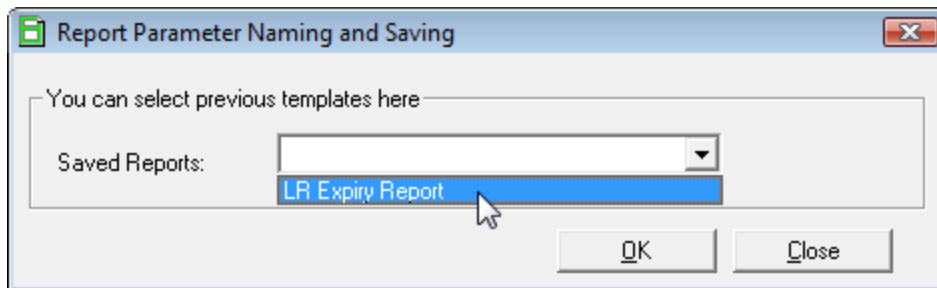 Report Parameter Naming and Saving
You can select previous templates here
Saved Reports:
LR Expiry Report
OK
Close